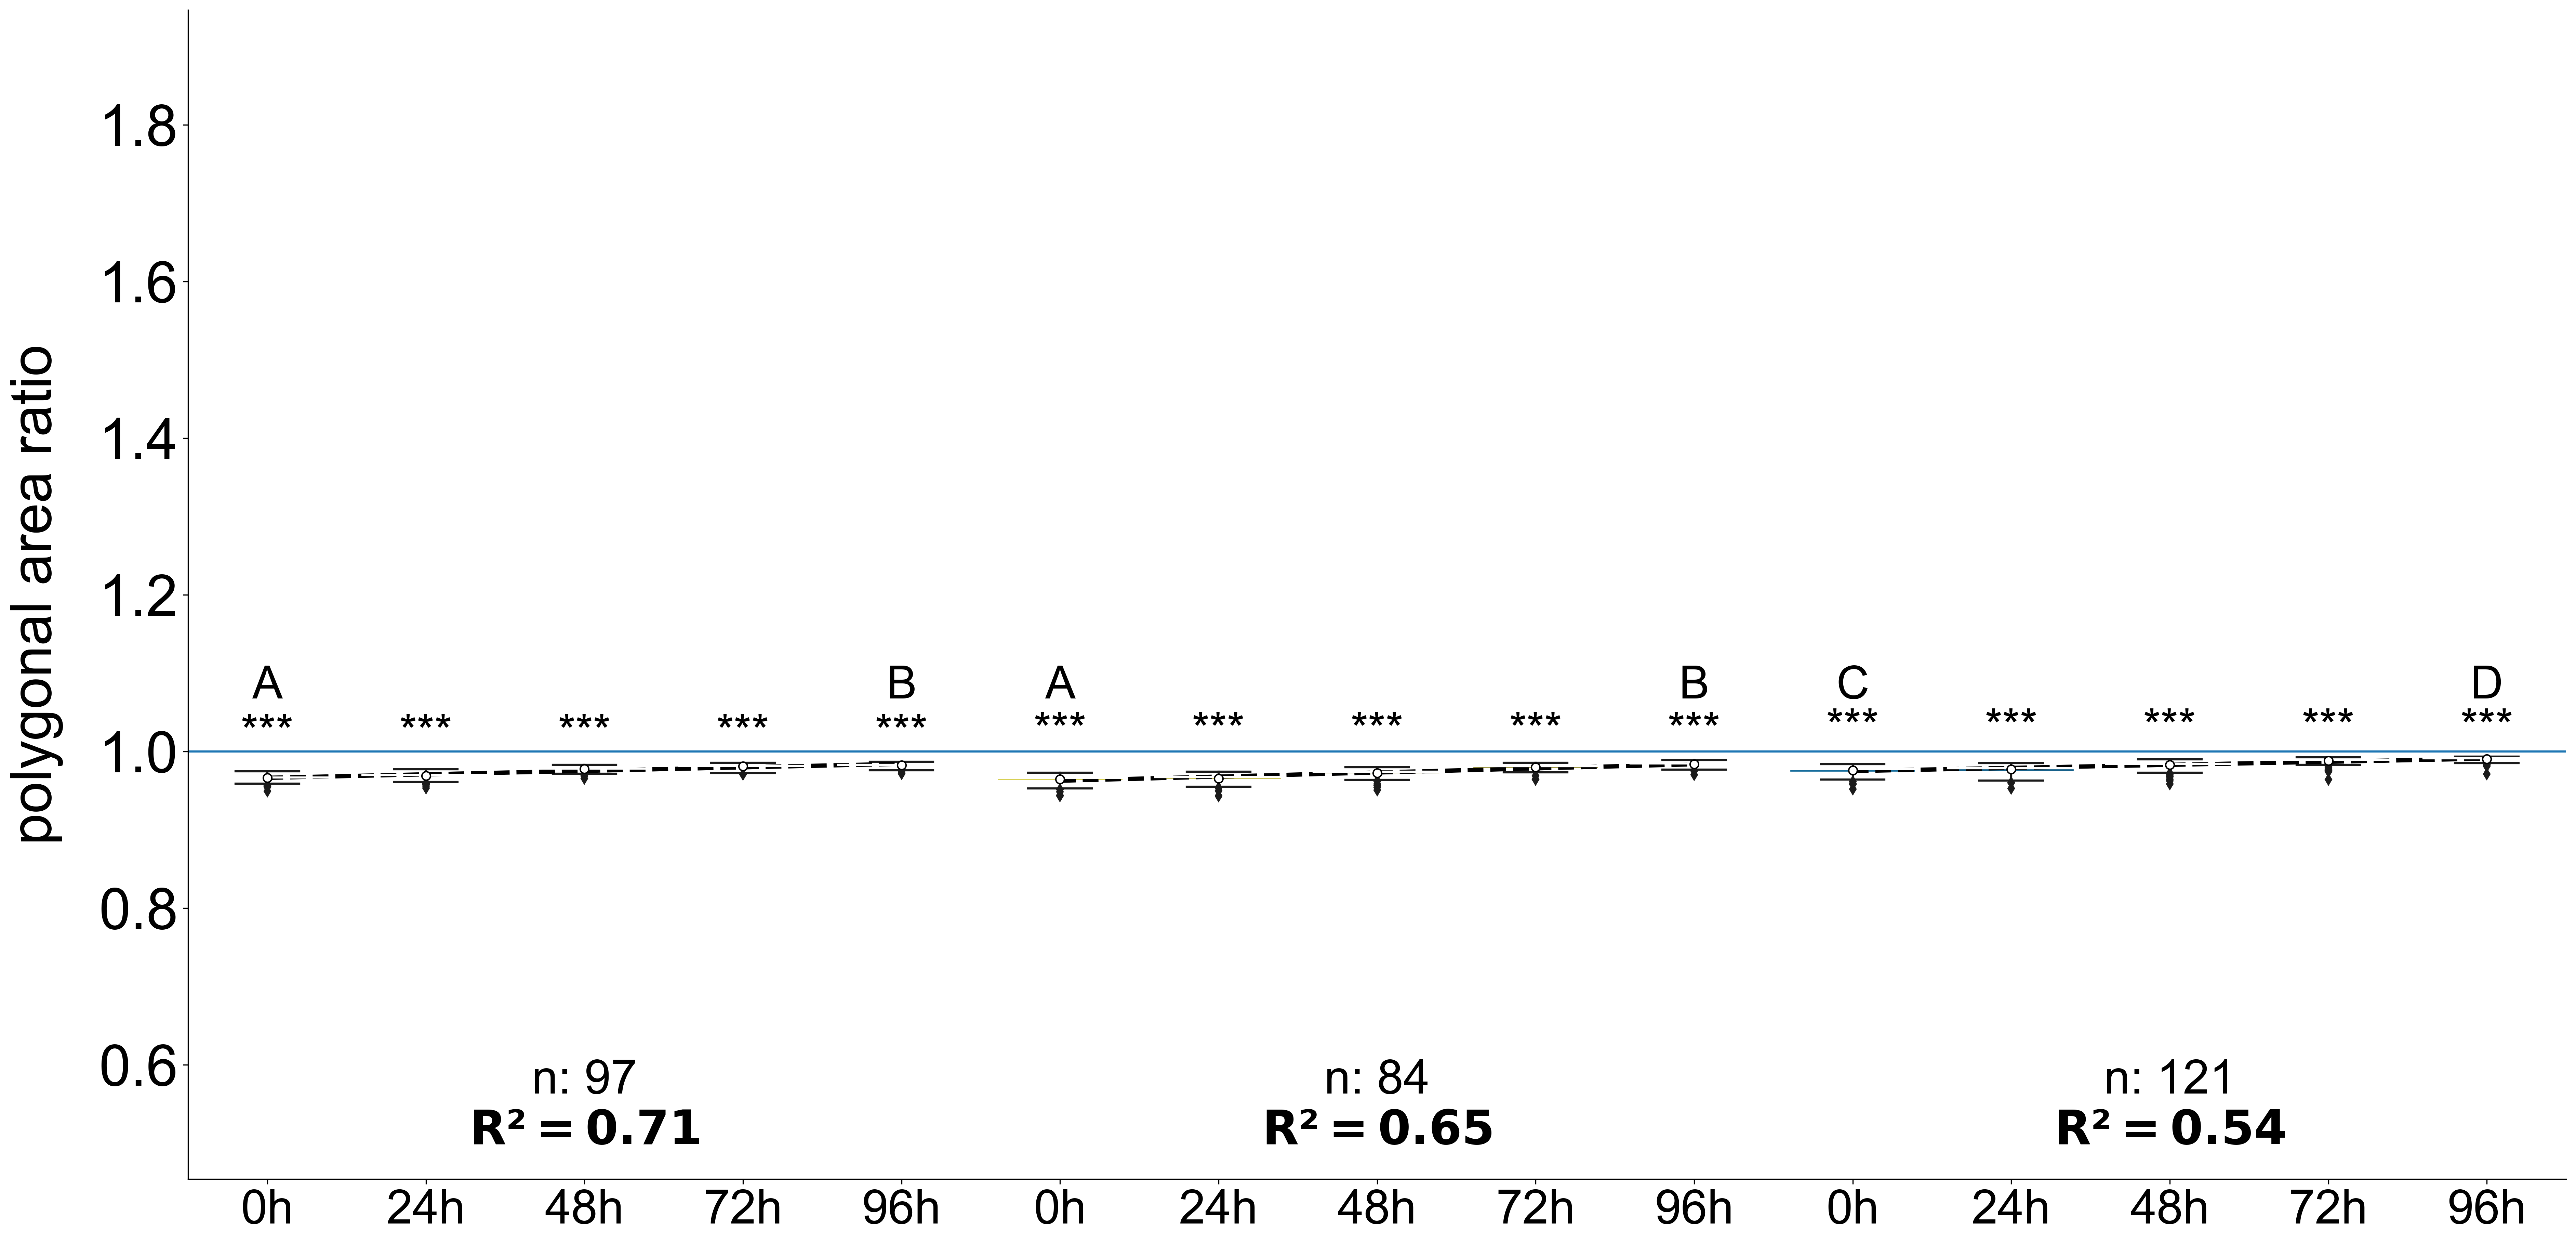 polygonal area ratio
1.8
1.6
1.4
1.2
1.0
0.8
0.6
A B A B C D
*** *** *** *** *** *** *** *** *** *** *** *** *** *** ***
n: 97 n: 84 n: 121
R² = 0.71 R² = 0.65 R² = 0.54
0h 24h 48h 72h 96h 0h 24h 48h 72h 96h 0h 24h 48h 72h 96h